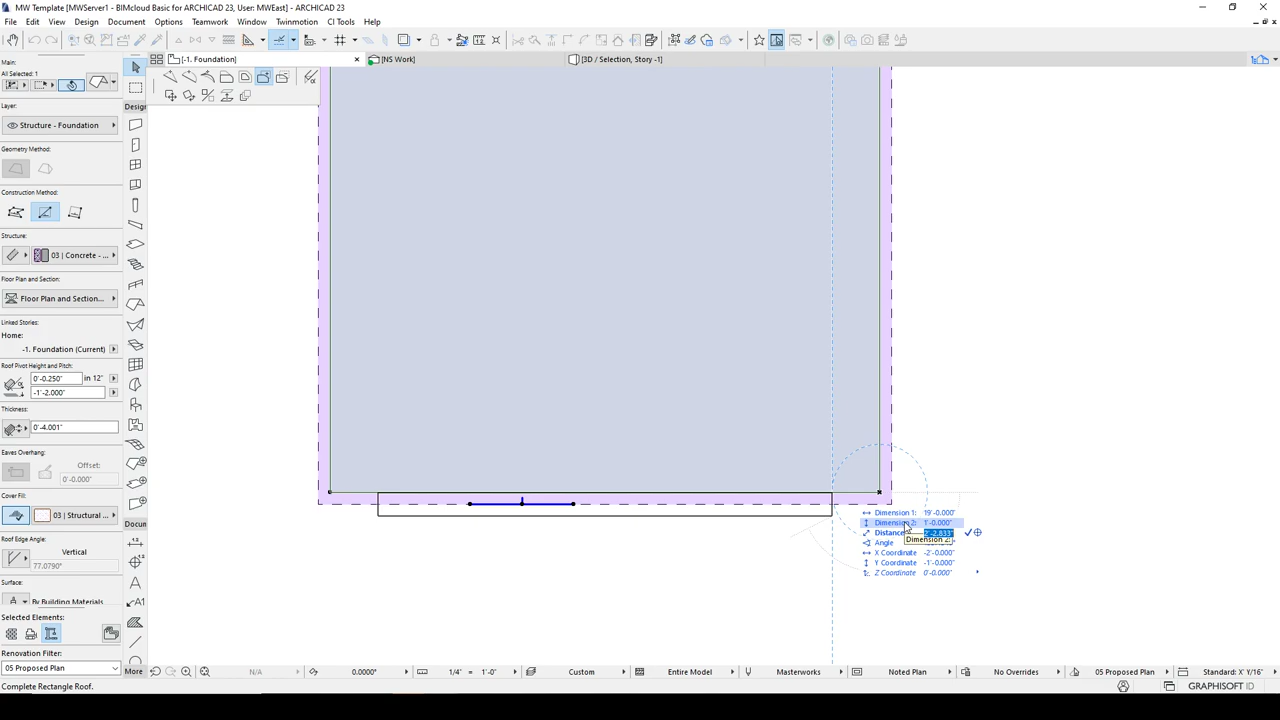 MW Template [MWServer1 - BIMcloud Basic for ARCHICAD 23, User: MWEast] - ARCHICAD 23
File Edit View Design Document Options Teamwork Window Twinmotion CI Tools Help
[-1. Foundation]
[NS Work]
[3D / Selection, Story -1]
Main:
All Selected: 1
Layer:
Structure - Foundation
Geometry Method:
Construction Method:
Structure:
03 | Concrete - ...
Floor Plan and Section:
Floor Plan and Section...
Linked Stories:
Home:
-1. Foundation (Current)
Roof Pivot Height and Pitch:
0'-0.250" in 12"
-1'-2.000"
Thickness:
0'-4.001"
Eaves Overhang:
Offset:
0'-0.000"
Cover Fill:
03 | Structural ...
Roof Edge Angle:
Vertical
77.0790°
Surface:
By Building Materials
Selected Elements:
Renovation Filter:
05 Proposed Plan
Complete Rectangle Roof.
Desig
Docun
More
Dimension 1: 19'-0.000"
Dimension 2: 1'-0.000"
Distance 2'-2.833"
Dimension 2:
Angle
X Coordinate -2'-0.000"
Y Coordinate -1'-0.000"
Z Coordinate 0'-0.000"
N/A
0.0000°
1/4" = 1'-0"
Custom
Entire Model
Masterworks
Noted Plan
No Overrides
05 Proposed Plan
Standard: X' Y/16"
GRAPHISOFT ID